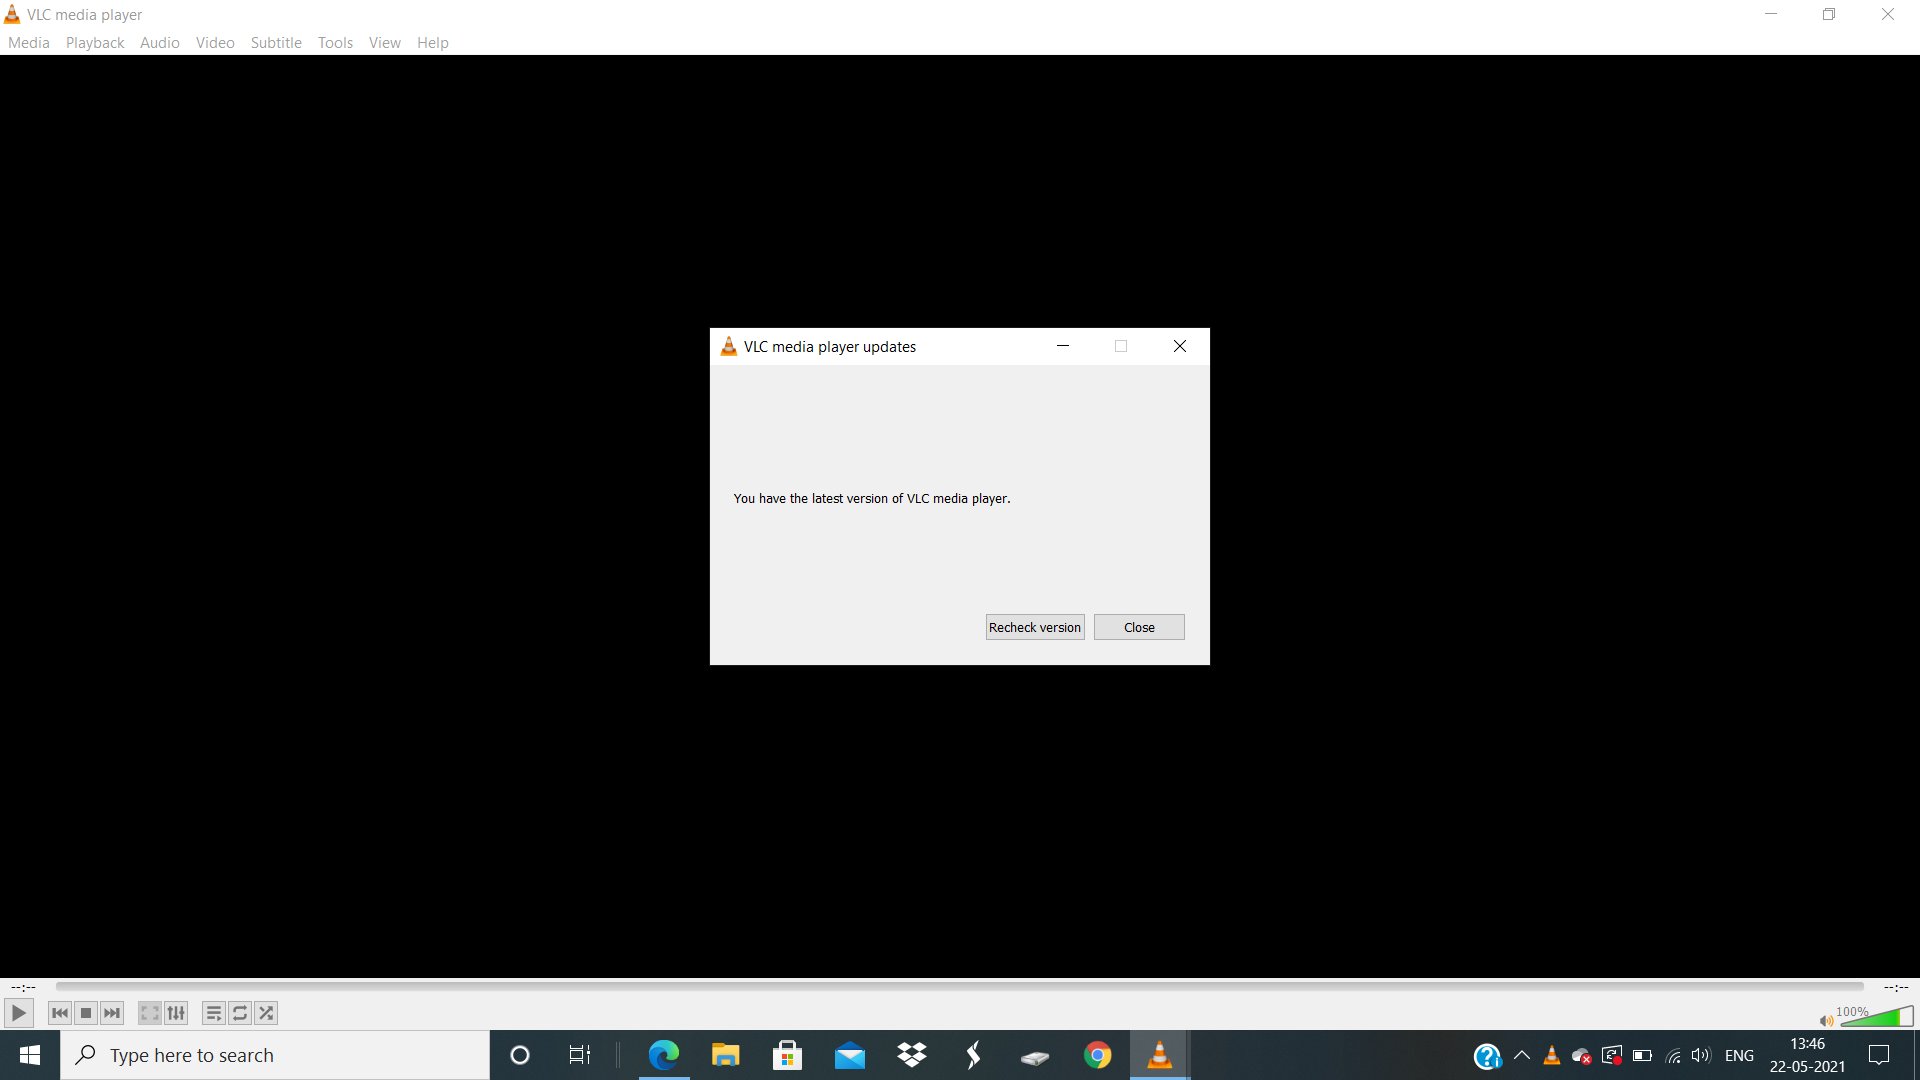 VLC media player
Media Playback Audio Video Subtitle Tools View Help
VLC media player updates
You have the latest version of VLC media player.
Recheck version Close
--:-- --:--
100%
Type here to search
ENG
13:46
22-05-2021